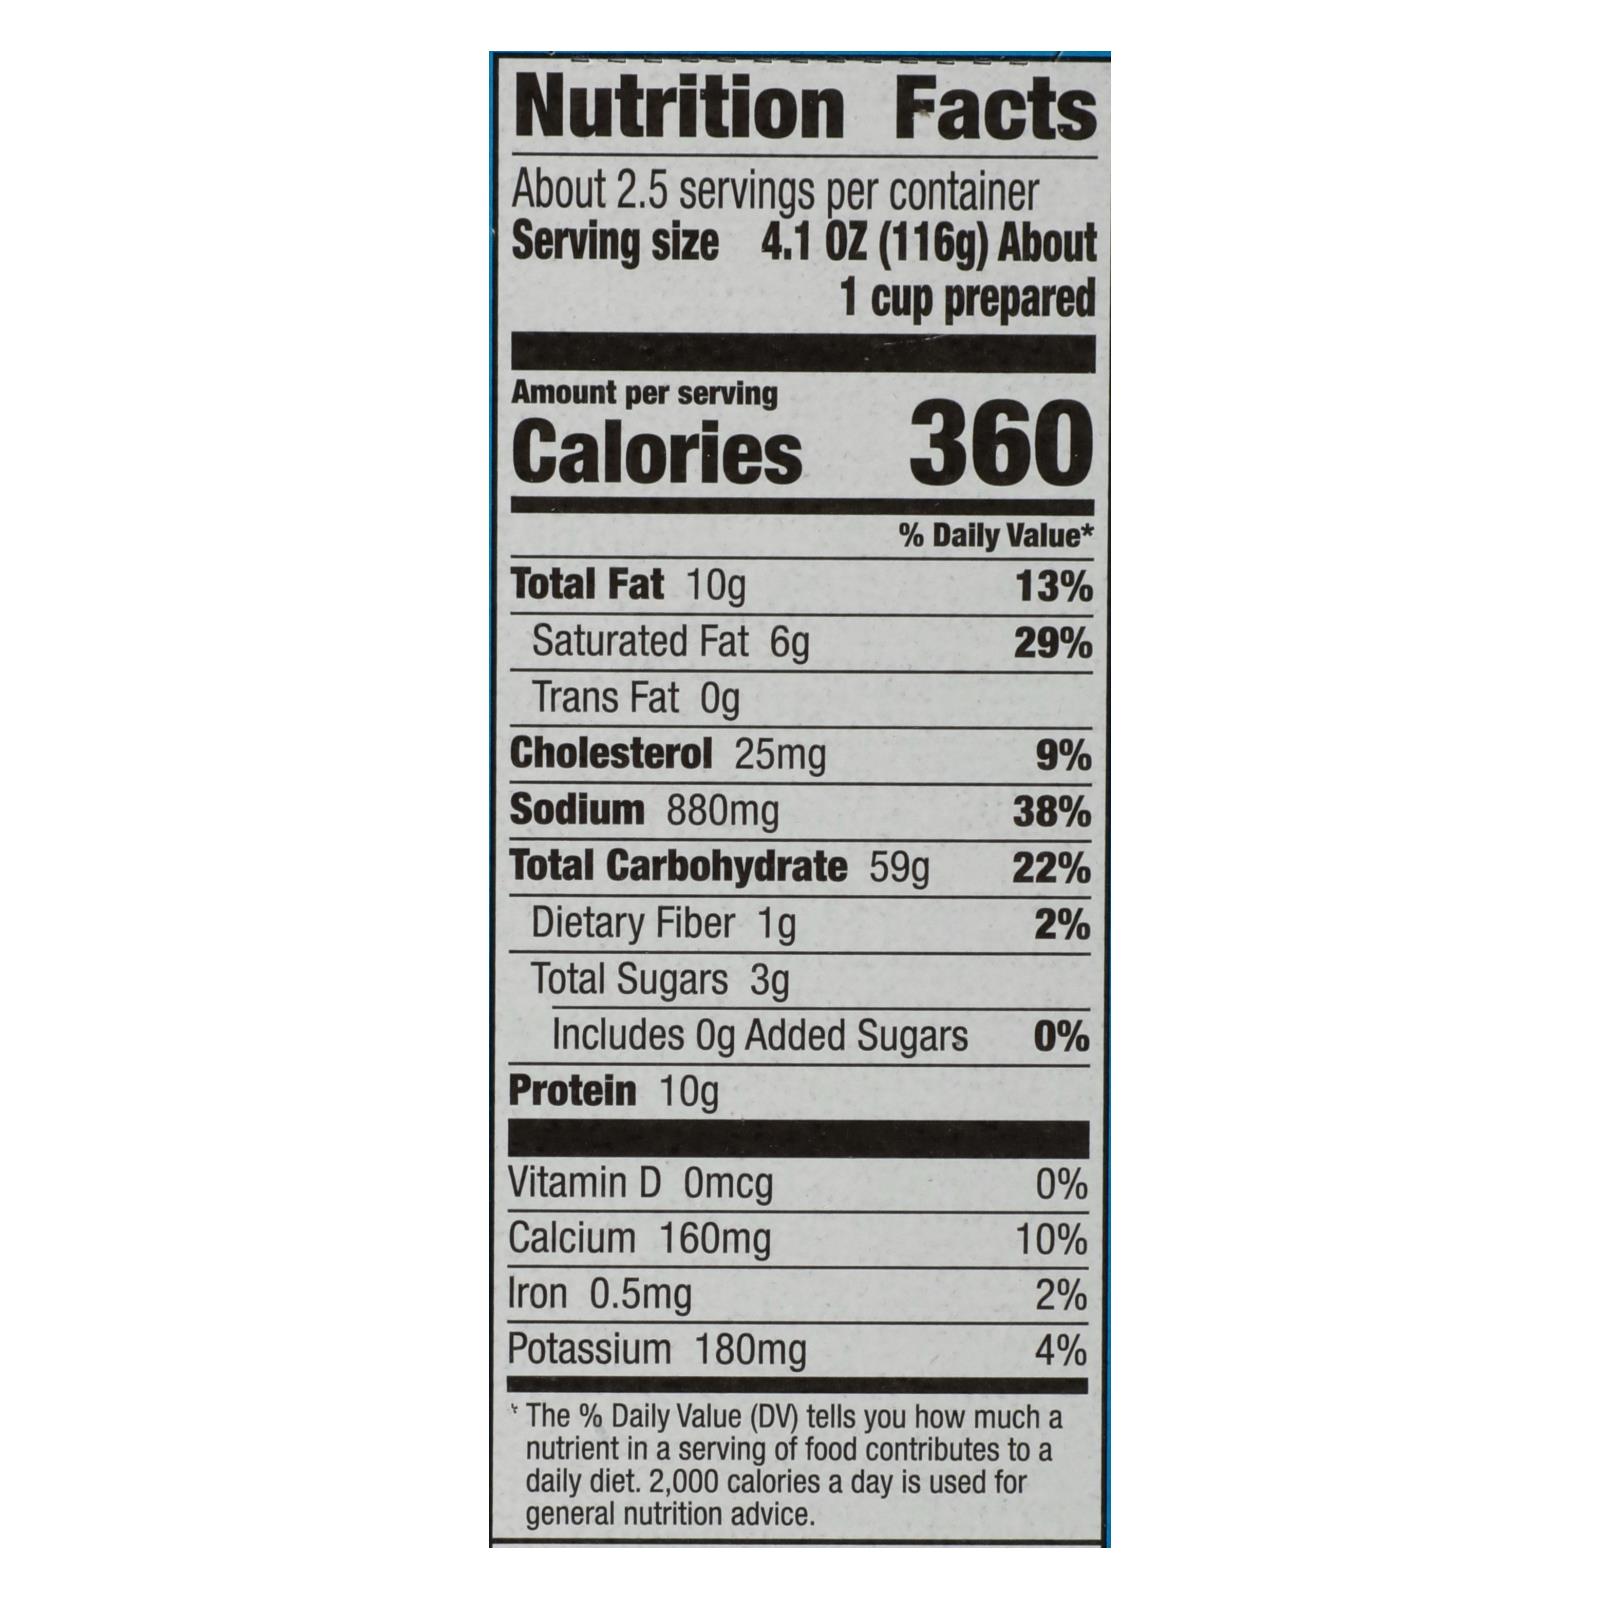 Nutrition Facts
About 2.5 servings per container
Serving size 4.1 OZ (116g) About
1 cup prepared
Amount per serving
Calories 360
% Daily Value*
Total Fat 10g 13%
Saturated Fat 6g 29%
Trans Fat 0g
Cholesterol 25mg 9%
Sodium 880mg 38%
Total Carbohydrate 59g 22%
Dietary Fiber 1g 2%
Total Sugars 3g
Includes 0g Added Sugars 0%
Protein 10g
Vitamin D 0mcg 0%
Calcium 160mg 10%
Iron 0.5mg 2%
Potassium 180mg 4%
* The % Daily Value (DV) tells you how much a
nutrient in a serving of food contributes to a
daily diet. 2,000 calories a day is used for
general nutrition advice.